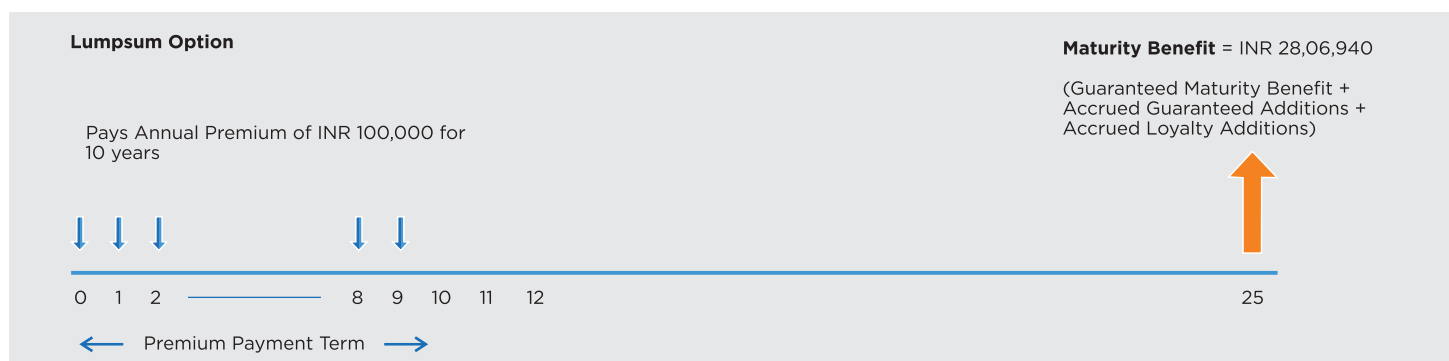 Lumpsum Option
Maturity Benefit = INR 28,06,940
(Guaranteed Maturity Benefit +
Accrued Guaranteed Additions +
Accrued Loyalty Additions)
Pays Annual Premium of INR 100,000 for
10 years
0 1 2 8 9 10 11 12 25
Premium Payment Term